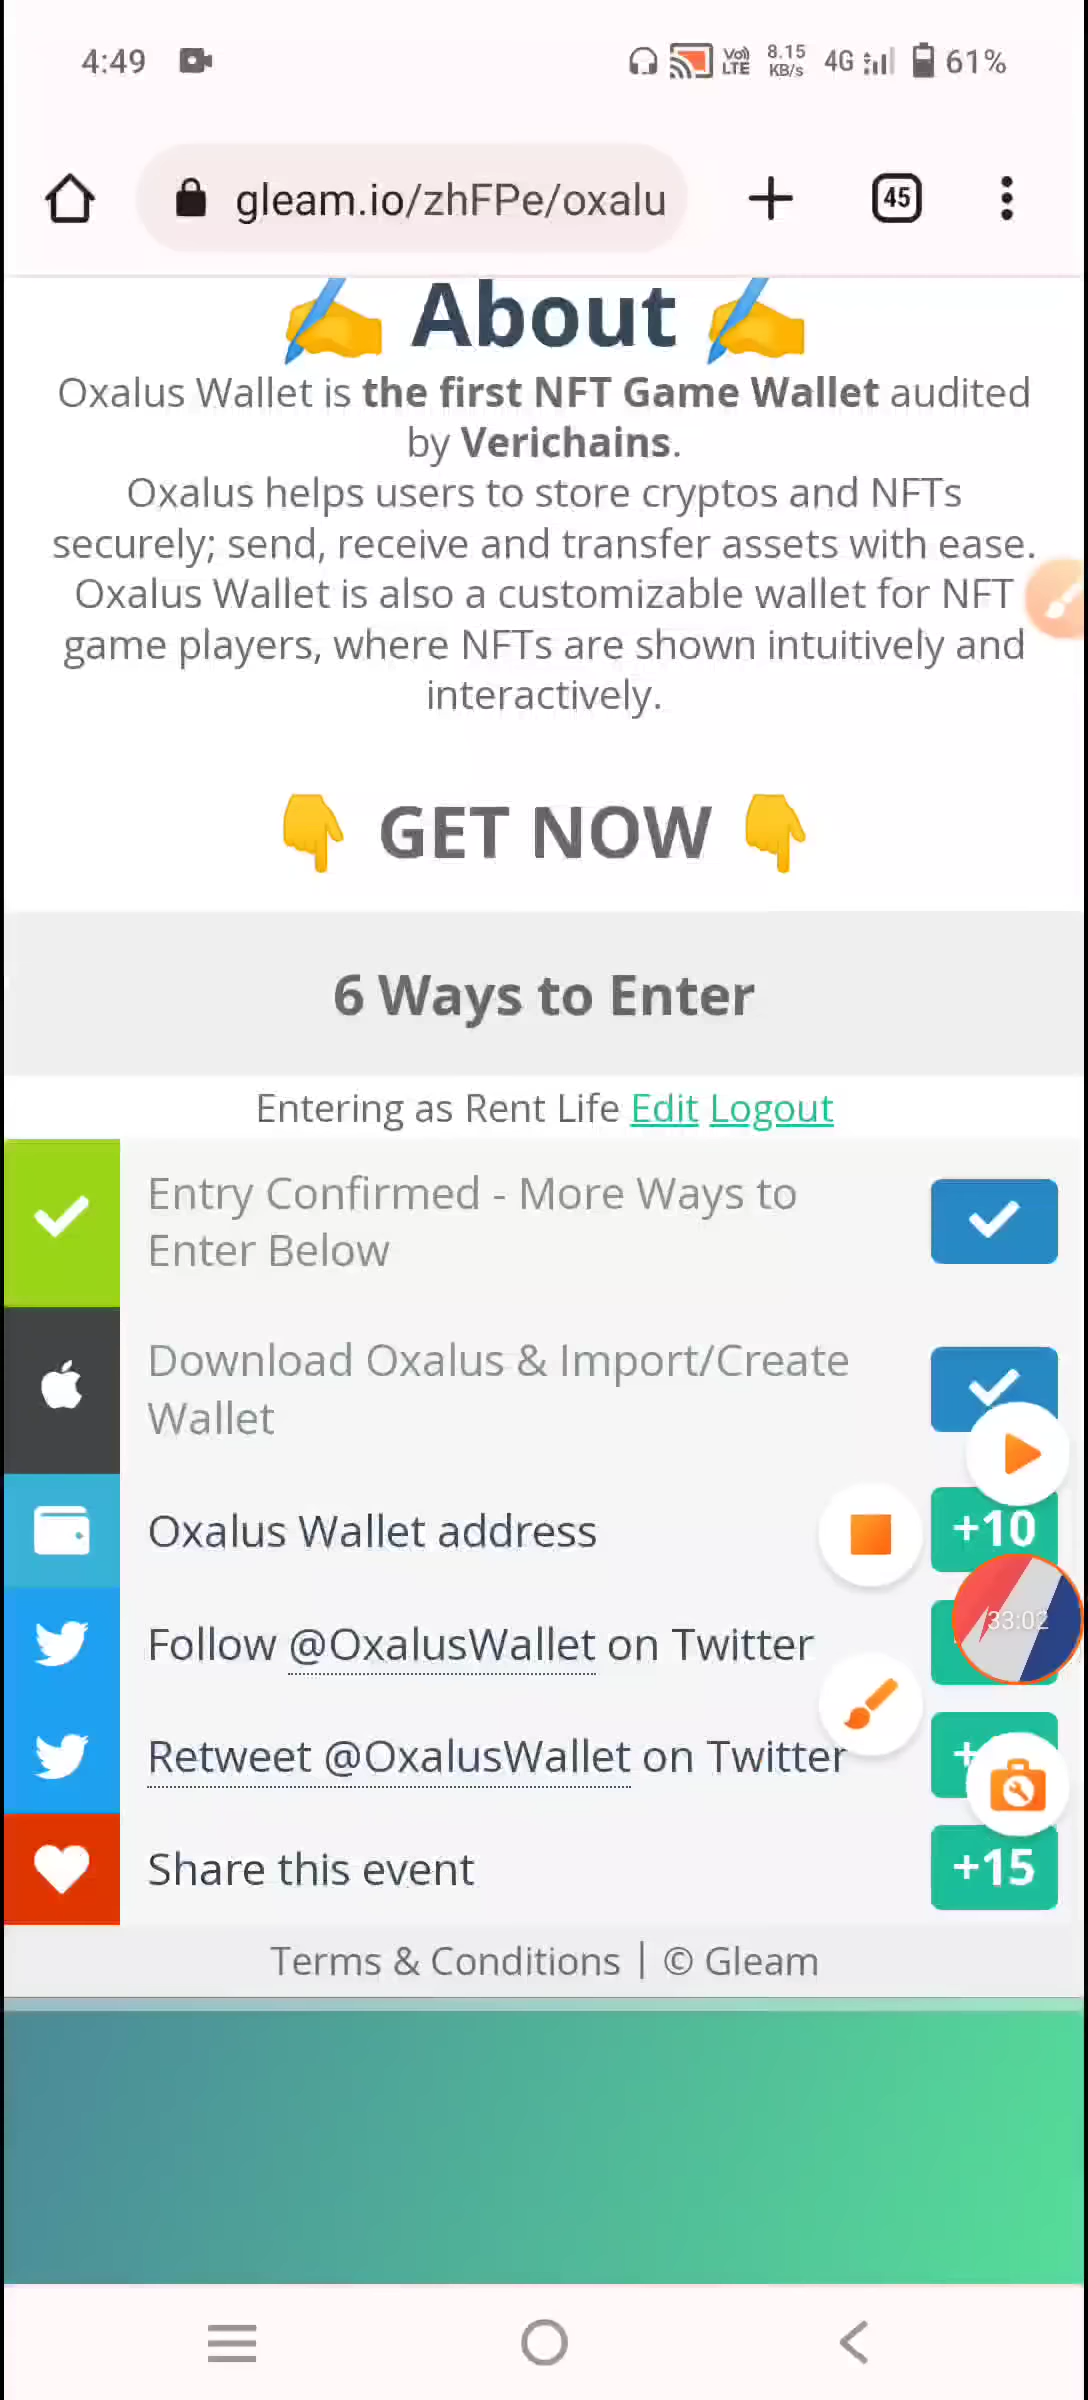 4:49 Vo) LTE 8.15 KB/s 4G 61%
gleam.io/zhFPe/oxalu 45
✍ About ✍
Oxalus Wallet is the first NFT Game Wallet audited
by Verichains.
Oxalus helps users to store cryptos and NFTs
securely; send, receive and transfer assets with ease.
Oxalus Wallet is also a customizable wallet for NFT
game players, where NFTs are shown intuitively and
interactively.
👇 GET NOW 👇
6 Ways to Enter
Entering as Rent Life Edit Logout
Entry Confirmed - More Ways to
Enter Below
Download Oxalus & Import/Create
Wallet
Oxalus Wallet address +10
33:02
Follow @OxalusWallet on Twitter
Retweet @OxalusWallet on Twitter
Share this event +15
Terms & Conditions | © Gleam